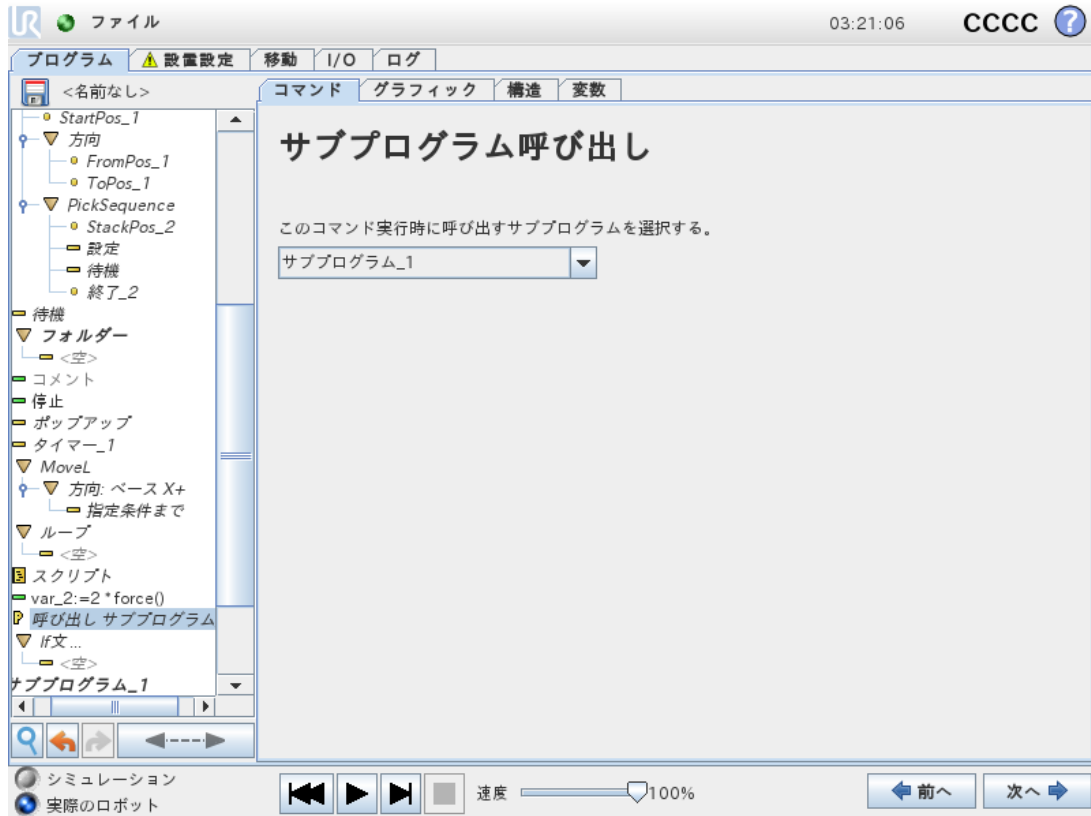 UR ファイル 03:21:06 CCCC ?
プログラム 設置設定 移動 I/O ログ
<名前なし>
コマンド グラフィック 構造 変数
StartPos_1
方向
FromPos_1
ToPos_1
PickSequence
StackPos_2
設定
待機
終了_2
待機
フォルダー
<空>
コメント
停止
ポップアップ
タイマー_1
MoveL
方向: ベース X+
指定条件まで
ループ
<空>
スクリプト
var_2:=2 * force()
呼び出し サブプログラム
If文 ...
<空>
サブプログラム_1
サブプログラム呼び出し
このコマンド実行時に呼び出すサブプログラムを選択する。
サブプログラム_1
シミュレーション
実際のロボット
速度 100%
前へ 次へ